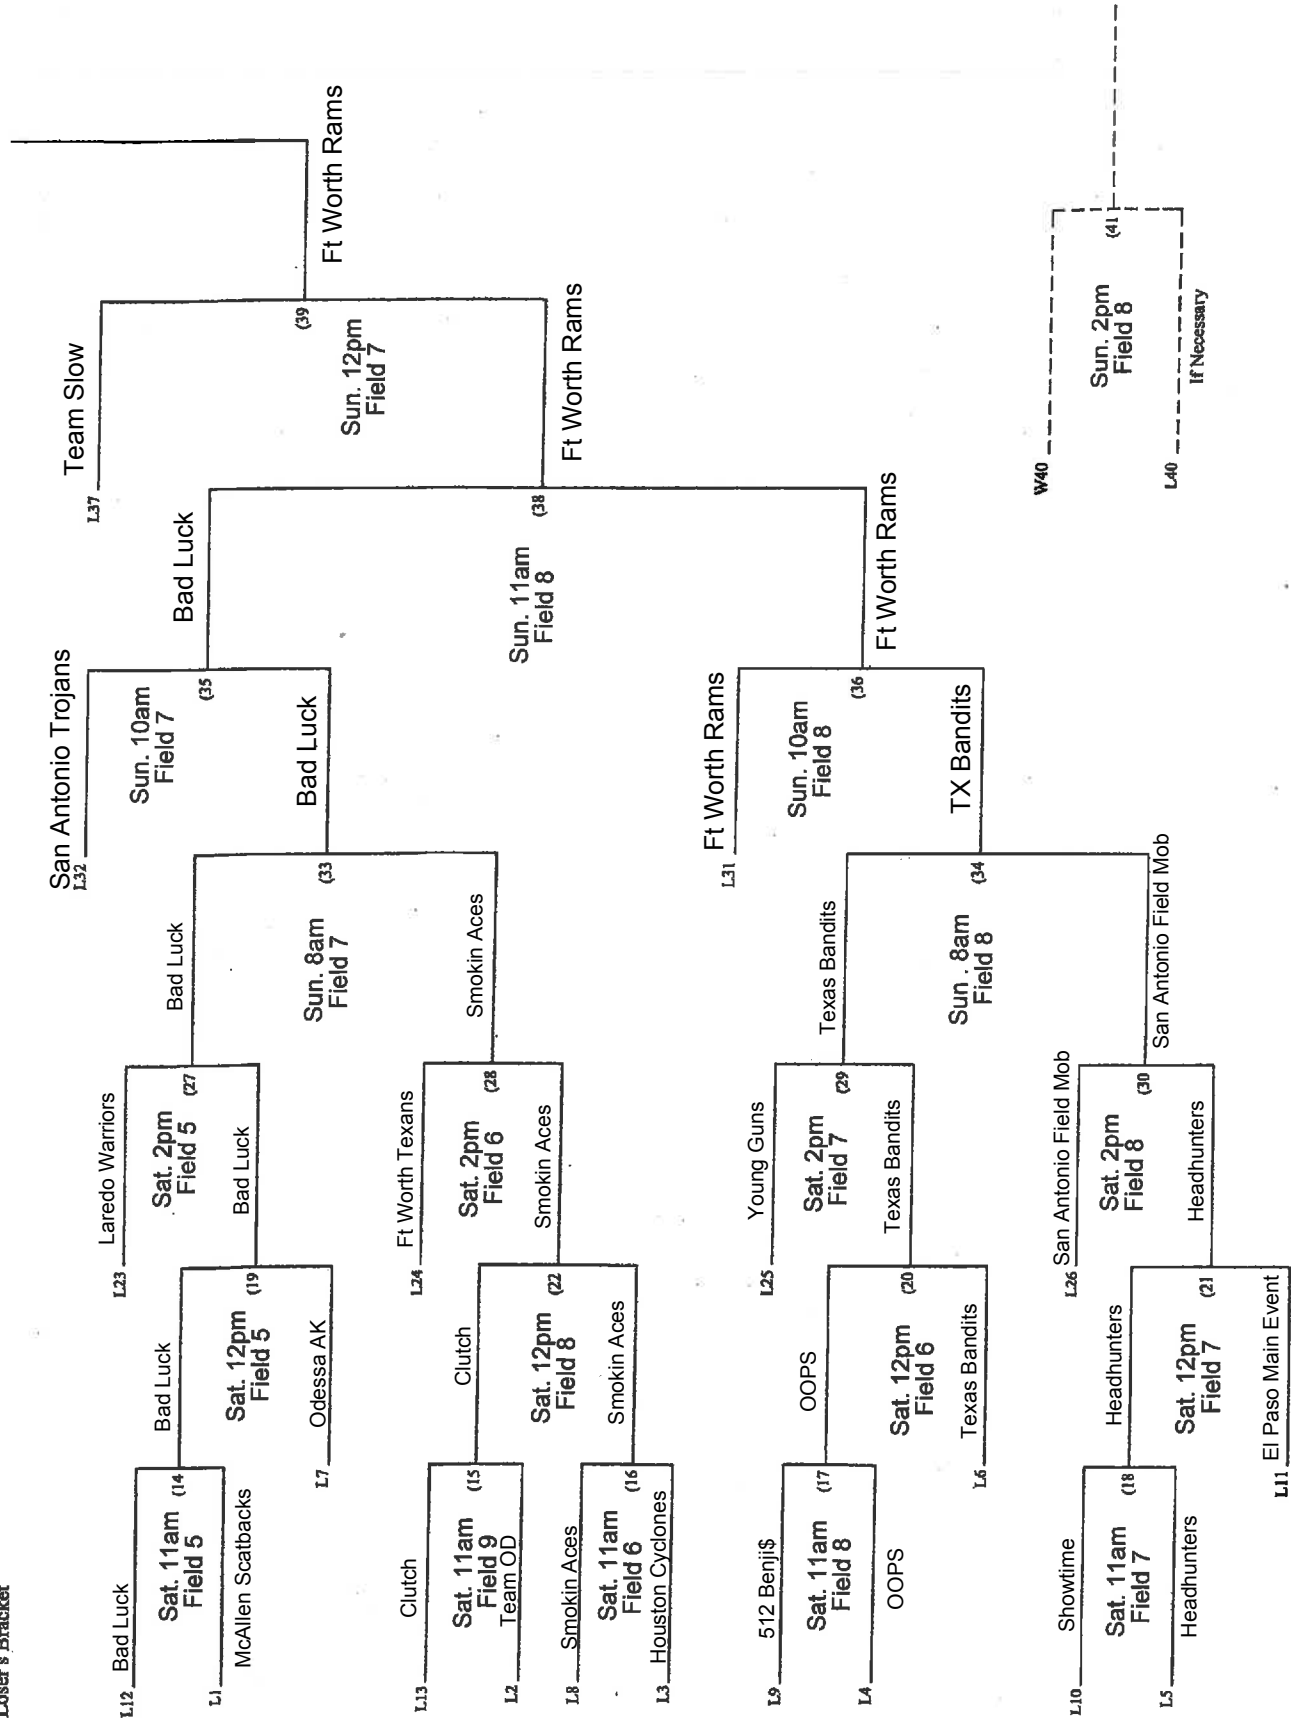 Loser's Bracket
L12
Bad Luck
Sat. 11am
Field 5
(14
L1
McAllen Scatbacks
Bad Luck
Sat. 12pm
Field 5
(19
L7
Odessa AK
L23
Laredo Warriors
Sat. 2pm
Field 5
(27
Bad Luck
Bad Luck
L13
Clutch
Sat. 11am
Field 9
(15
L2
Team OD
L8
Smokin Aces
Sat. 11am
Field 6
(16
L3
Houston Cyclones
Clutch
Sat. 12pm
Field 8
(22
Smokin Aces
L24
Ft Worth Texans
Sat. 2pm
Field 6
(28
Smokin Aces
Smokin Aces
Sun. 8am
Field 7
(33
L32
San Antonio Trojans
Sun. 10am
Field 7
(35
Bad Luck
Bad Luck
L9
512 Benji$
Sat. 11am
Field 8
(17
L4
OOPS
OOPS
Sat. 12pm
Field 6
(20
L6
Texas Bandits
L25
Young Guns
Sat. 2pm
Field 7
(29
Texas Bandits
Texas Bandits
L10
Showtime
Sat. 11am
Field 7
(18
L5
Headhunters
Headhunters
Sat. 12pm
Field 7
(21
L11
El Paso Main Event
L26
San Antonio Field Mob
Sat. 2pm
Field 8
(30
Headhunters
San Antonio Field Mob
Sun . 8am
Field 8
(34
L31
Ft Worth Rams
Sun. 10am
Field 8
(36
TX Bandits
Ft Worth Rams
Sun. 11am
Field 8
(38
L37
Team Slow
Sun. 12pm
Field 7
(39
Ft Worth Rams
Ft Worth Rams
W40
Sun. 2pm
Field 8
(41
L40
If Necessary